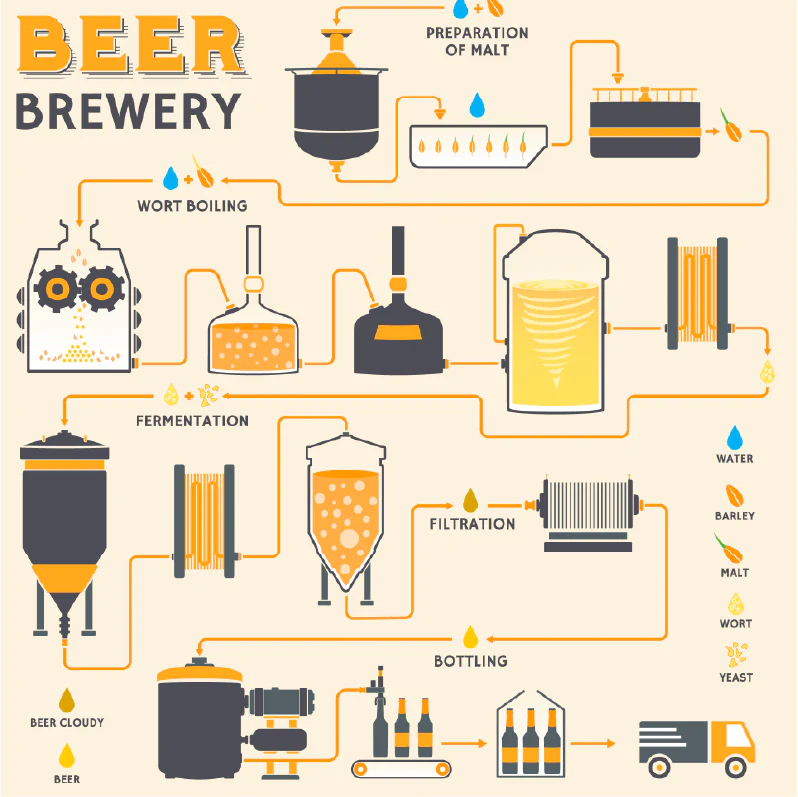 BEER
BREWERY
PREPARATION
OF MALT
WORT BOILING
FERMENTATION
WATER
BARLEY
FILTRATION
MALT
WORT
BOTTLING
YEAST
BEER CLOUDY
BEER